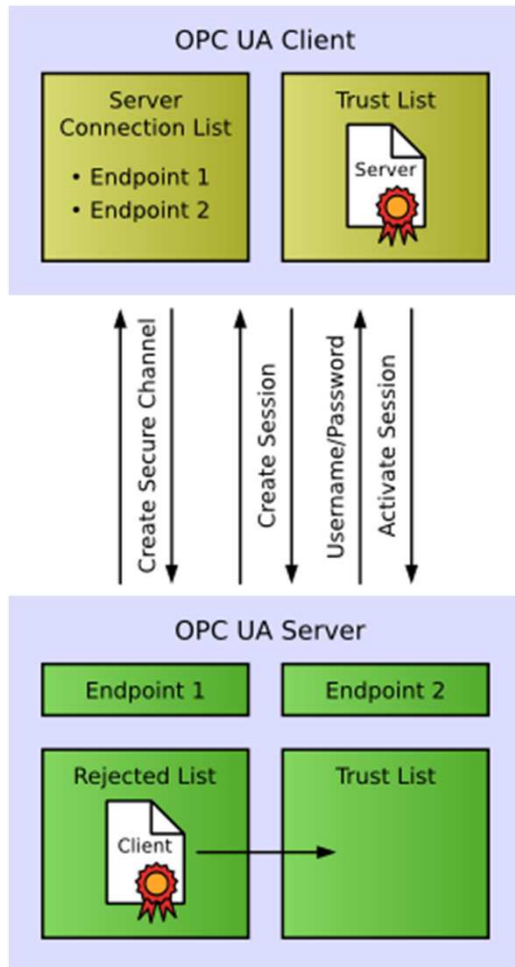 OPC UA Client
Server
Connection List
• Endpoint 1
• Endpoint 2
Trust List
Server
Create Secure Channel
Create Session
Username/Password
Activate Session
OPC UA Server
Endpoint 1
Endpoint 2
Rejected List
Client
Trust List